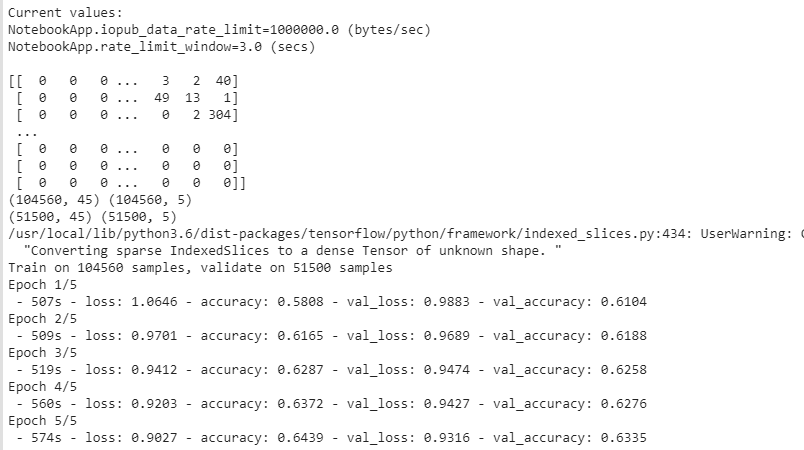 Current values:
NotebookApp.iopub_data_rate_limit=1000000.0 (bytes/sec)
NotebookApp.rate_limit_window=3.0 (secs)
[[  0   0   0 ...   3   2  40]
 [  0   0   0 ...  49  13   1]
 [  0   0   0 ...   0   2 304]
 ...
 [  0   0   0 ...   0   0   0]
 [  0   0   0 ...   0   0   0]
 [  0   0   0 ...   0   0   0]]
(104560, 45) (104560, 5)
(51500, 45) (51500, 5)
/usr/local/lib/python3.6/dist-packages/tensorflow/python/framework/indexed_slices.py:434: UserWarning:
  "Converting sparse IndexedSlices to a dense Tensor of unknown shape. "
Train on 104560 samples, validate on 51500 samples
Epoch 1/5
 - 507s - loss: 1.0646 - accuracy: 0.5808 - val_loss: 0.9883 - val_accuracy: 0.6104
Epoch 2/5
 - 509s - loss: 0.9701 - accuracy: 0.6165 - val_loss: 0.9689 - val_accuracy: 0.6188
Epoch 3/5
 - 519s - loss: 0.9412 - accuracy: 0.6287 - val_loss: 0.9474 - val_accuracy: 0.6258
Epoch 4/5
 - 560s - loss: 0.9203 - accuracy: 0.6372 - val_loss: 0.9427 - val_accuracy: 0.6276
Epoch 5/5
 - 574s - loss: 0.9027 - accuracy: 0.6439 - val_loss: 0.9316 - val_accuracy: 0.6335